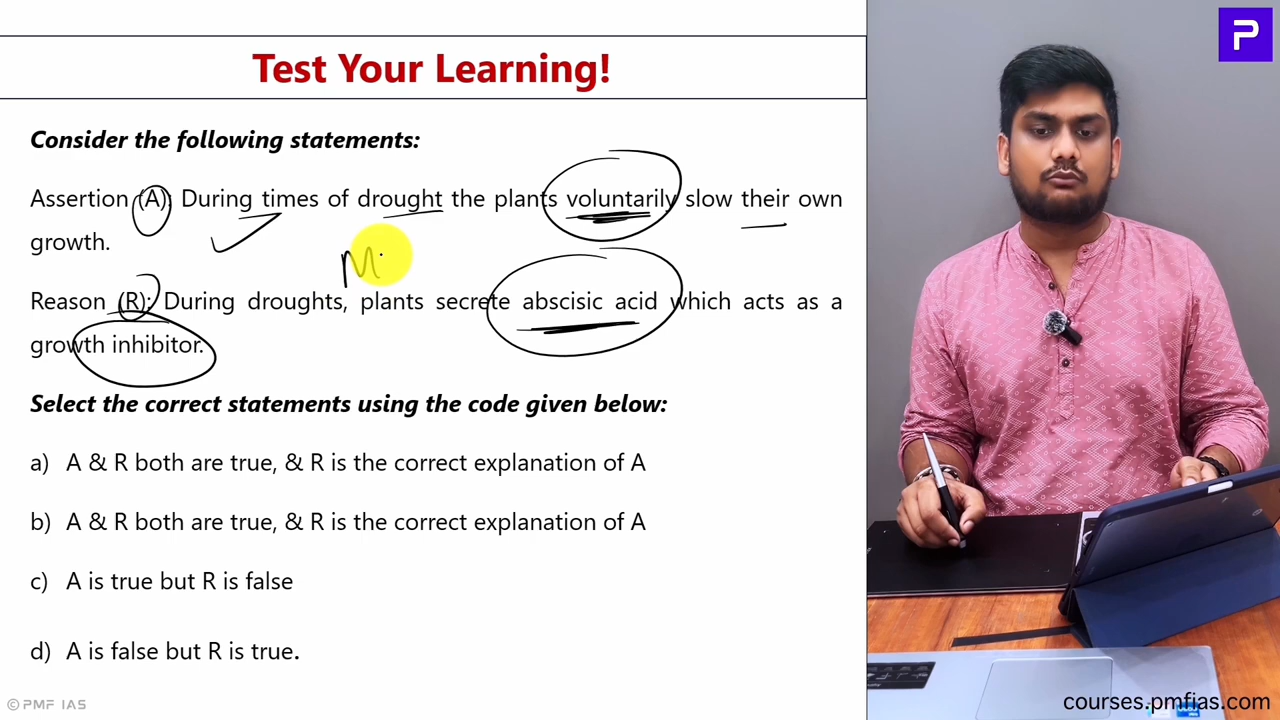 P
Test Your Learning!
Consider the following statements:
Assertion (A): During times of drought the plants voluntarily slow their own
growth.
M
Reason (R): During droughts, plants secrete abscisic acid which acts as a
growth inhibitor.
Select the correct statements using the code given below:
a) A & R both are true, & R is the correct explanation of A
b) A & R both are true, & R is the correct explanation of A
c) A is true but R is false
d) A is false but R is true.
© PMF IAS
courses.pmfias.com